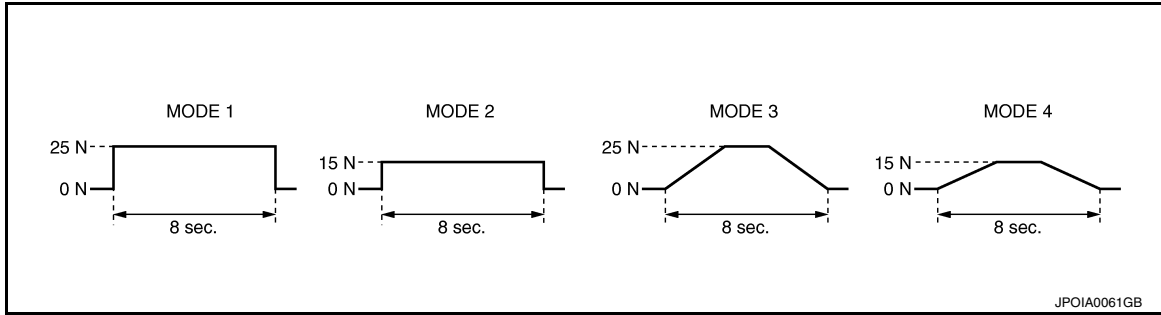 MODE 1
25 N
0 N
8 sec.
MODE 2
15 N
0 N
8 sec.
MODE 3
25 N
0 N
8 sec.
MODE 4
15 N
0 N
8 sec.
JPOIA0061GB